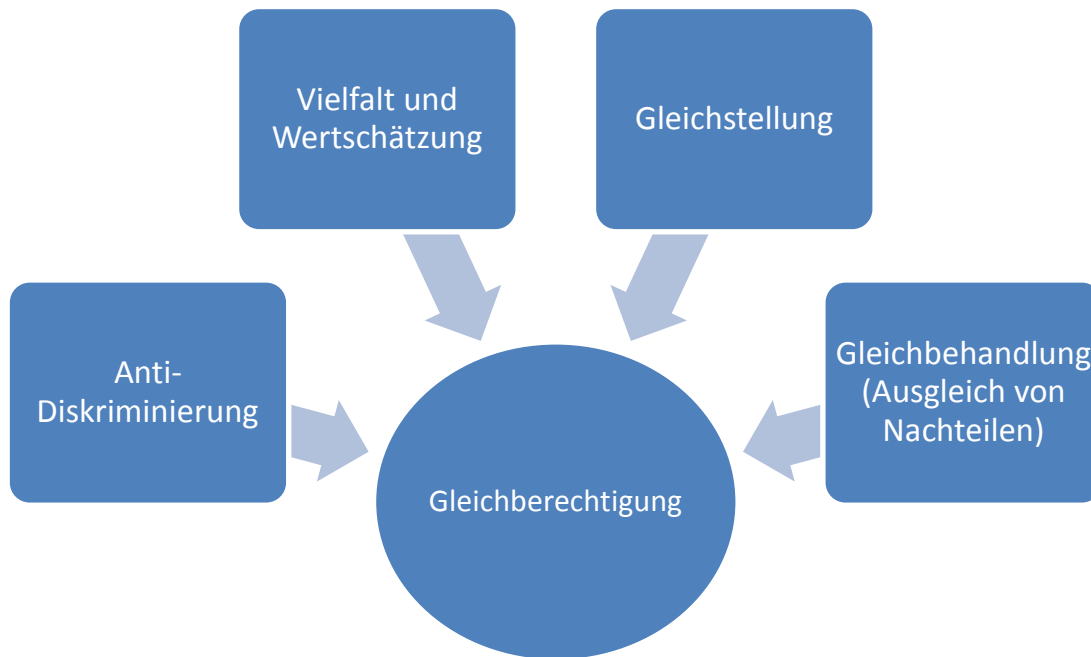 Vielfalt und
Wertschätzung
Gleichstellung
Anti-
Diskriminierung
Gleichbehandlung
(Ausgleich von
Nachteilen)
Gleichberechtigung